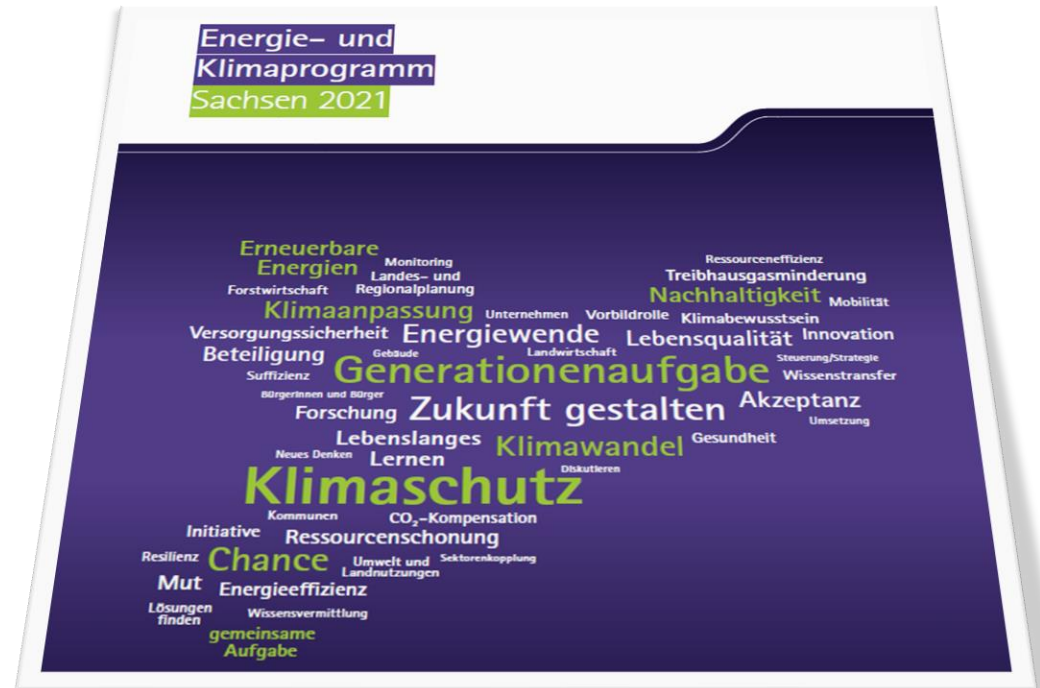 Energie- und
Klimaprogramm
Sachsen 2021
Erneuerbare
Energien
Monitoring
Landes- und
Regionalplanung
Forstwirtschaft
Ressourceneffizienz
Treibhausgasminderung
Nachhaltigkeit
Mobilität
Klimaanpassung
Unternehmen
Vorbildrolle
Klimabewusstsein
Versorgungssicherheit
Energiewende
Lebensqualität
Innovation
Beteiligung
Gebäude
Landwirtschaft
Steuerung/Strategie
Suffizienz
Generationenaufgabe
Wissenstransfer
Bürgerinnen und Bürger
Forschung
Zukunft gestalten
Akzeptanz
Umsetzung
Lebenslanges
Lernen
Klimawandel
Gesundheit
Neues Denken
Diskutieren
Klimaschutz
Kommunen
CO₂-Kompensation
Initiative
Ressourcenschonung
Resilienz
Chance
Umwelt und
Landnutzungen
Sektorenkopplung
Mut
Energieeffizienz
Lösungen
finden
Wissensvermittlung
gemeinsame
Aufgabe